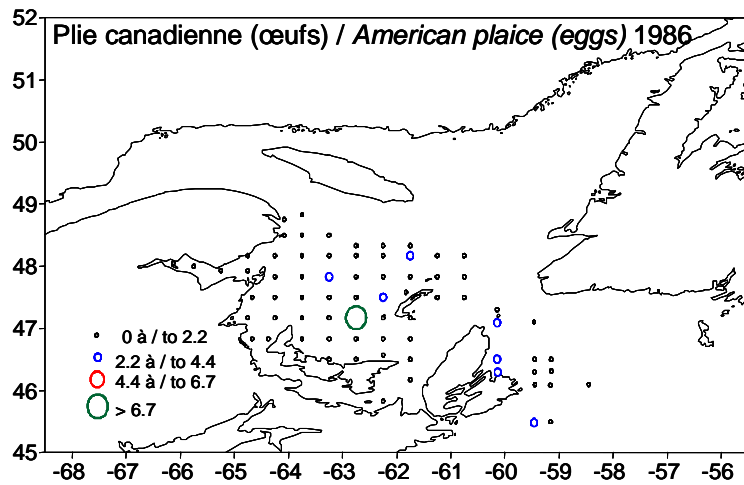 Plie canadienne (œufs) / American plaice (eggs) 1986
52
51
50
49
48
47
46
45
0 à / to 2.2
2.2 à / to 4.4
4.4 à / to 6.7
> 6.7
-68 -67 -66 -65 -64 -63 -62 -61 -60 -59 -58 -57 -56